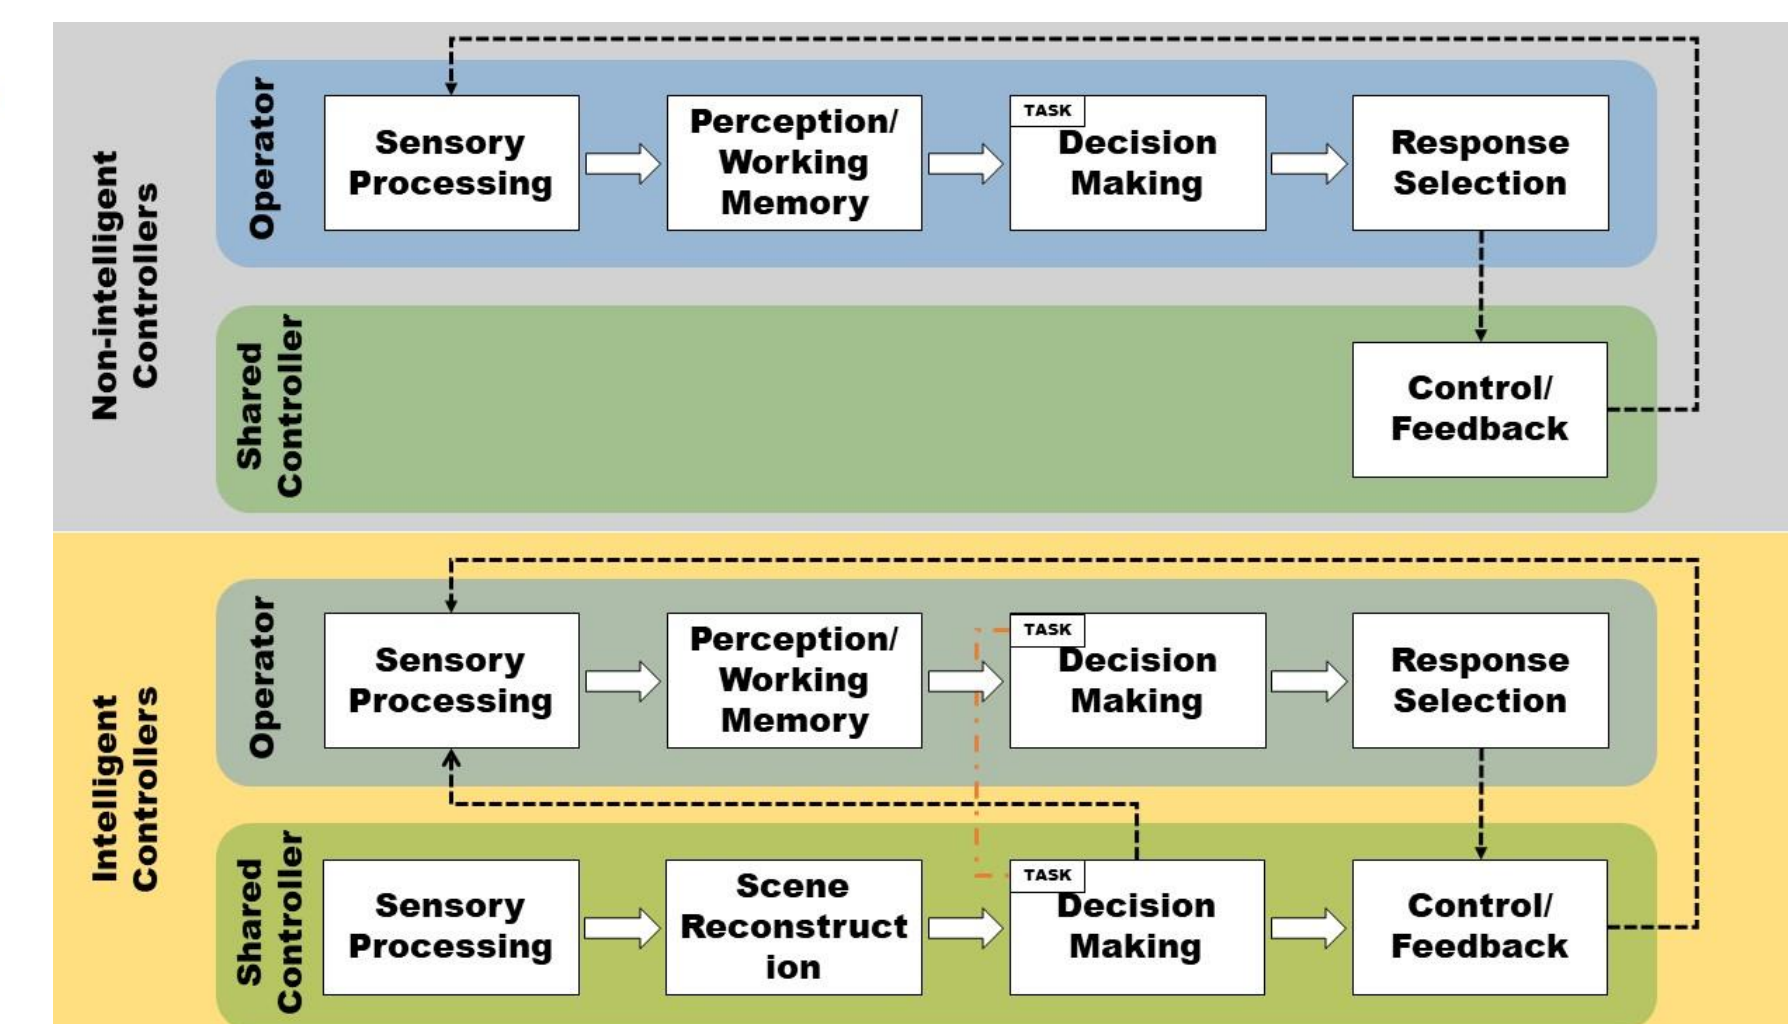 Non-intelligent
Controllers
Operator
Sensory
Processing
Perception/
Working
Memory
TASK
Decision
Making
Response
Selection
Shared
Controller
Control/
Feedback
Intelligent
Controllers
Operator
Sensory
Processing
Perception/
Working
Memory
TASK
Decision
Making
Response
Selection
Shared
Controller
Sensory
Processing
Scene
Reconstruct
ion
TASK
Decision
Making
Control/
Feedback